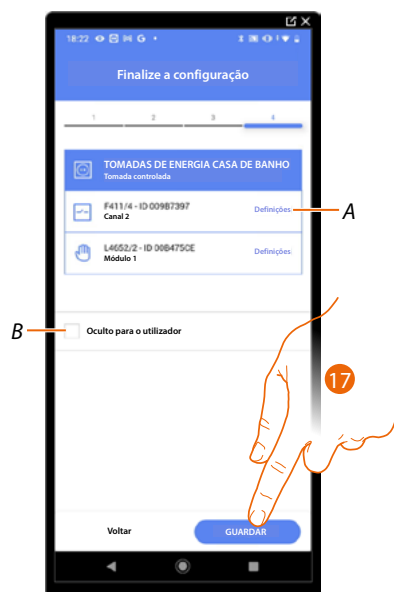 18:22 G
Finalize a configuração
1 2 3 4
TOMADAS DE ENERGIA CASA DE BANHO
Tomada controlada
F411/4 - ID 009B7397
Canal 2
Definições
A
L4652/2 - ID 00B475CE
Módulo 1
Definições
B
Oculto para o utilizador
17
Voltar
GUARDAR